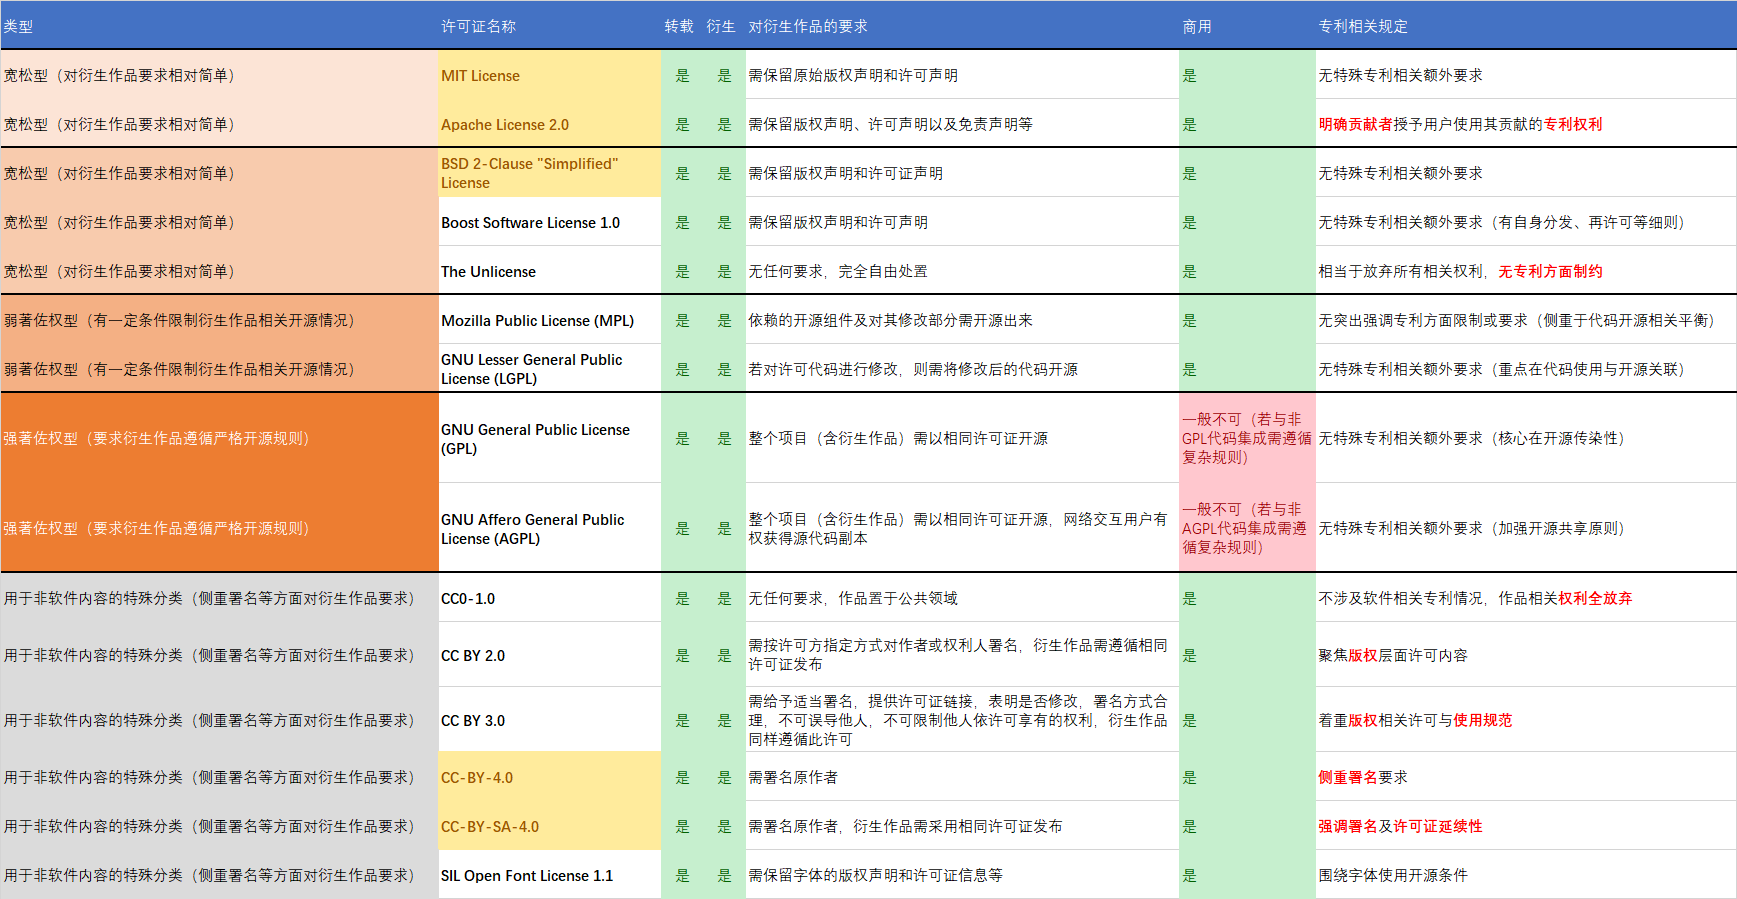 类型 许可证名称 转载 衍生 对衍生作品的要求 商用 专利相关规定
宽松型（对衍生作品要求相对简单） MIT License 是 是 需保留原始版权声明和许可声明 是 无特殊专利相关额外要求
宽松型（对衍生作品要求相对简单） Apache License 2.0 是 是 需保留版权声明、许可声明以及免责声明等 是 明确贡献者授予用户使用其贡献的专利权利
宽松型（对衍生作品要求相对简单） BSD 2-Clause "Simplified"
License 是 是 需保留版权声明和许可证声明 是 无特殊专利相关额外要求
宽松型（对衍生作品要求相对简单） Boost Software License 1.0 是 是 需保留版权声明和许可声明 是 无特殊专利相关额外要求（有自身分发、再许可等细则）
宽松型（对衍生作品要求相对简单） The Unlicense 是 是 无任何要求，完全自由处置 是 相当于放弃所有相关权利，无专利方面制约
弱著佐权型（有一定条件限制衍生作品相关开源情况） Mozilla Public License (MPL) 是 是 依赖的开源组件及对其修改部分需开源出来 是 无突出强调专利方面限制或要求（侧重于代码开源相关平衡）
弱著佐权型（有一定条件限制衍生作品相关开源情况） GNU Lesser General Public
License (LGPL) 是 是 若对许可代码进行修改，则需将修改后的代码开源 是 无特殊专利相关额外要求（重点在代码使用与开源关联）
强著佐权型（要求衍生作品遵循严格开源规则） GNU General Public License
(GPL) 是 是 整个项目（含衍生作品）需以相同许可证开源 一般不可（若与非
GPL代码集成需遵循
复杂规则） 无特殊专利相关额外要求（核心在开源传染性）
强著佐权型（要求衍生作品遵循严格开源规则） GNU Affero General Public
License (AGPL) 是 是 整个项目（含衍生作品）需以相同许可证开源，网络交互用户有
权获得源代码副本 一般不可（若与非
AGPL代码集成需遵
循复杂规则） 无特殊专利相关额外要求（加强开源共享原则）
用于非软件内容的特殊分类（侧重署名等方面对衍生作品要求） CC0-1.0 是 是 无任何要求，作品置于公共领域 是 不涉及软件相关专利情况，作品相关权利全放弃
用于非软件内容的特殊分类（侧重署名等方面对衍生作品要求） CC BY 2.0 是 是 需按许可方指定方式对作者或权利人署名，衍生作品需遵循相同
许可证发布 是 聚焦版权层面许可内容
用于非软件内容的特殊分类（侧重署名等方面对衍生作品要求） CC BY 3.0 是 是 需给予适当署名，提供许可证链接，表明是否修改，署名方式合
理，不可误导他人，不可限制他人依许可享有的权利，衍生作品
同样遵循此许可 是 着重版权相关许可与使用规范
用于非软件内容的特殊分类（侧重署名等方面对衍生作品要求） CC-BY-4.0 是 是 需署名原作者 是 侧重署名要求
用于非软件内容的特殊分类（侧重署名等方面对衍生作品要求） CC-BY-SA-4.0 是 是 需署名原作者，衍生作品需采用相同许可证发布 是 强调署名及许可证延续性
用于非软件内容的特殊分类（侧重署名等方面对衍生作品要求） SIL Open Font License 1.1 是 是 需保留字体的版权声明和许可证信息等 是 围绕字体使用开源条件